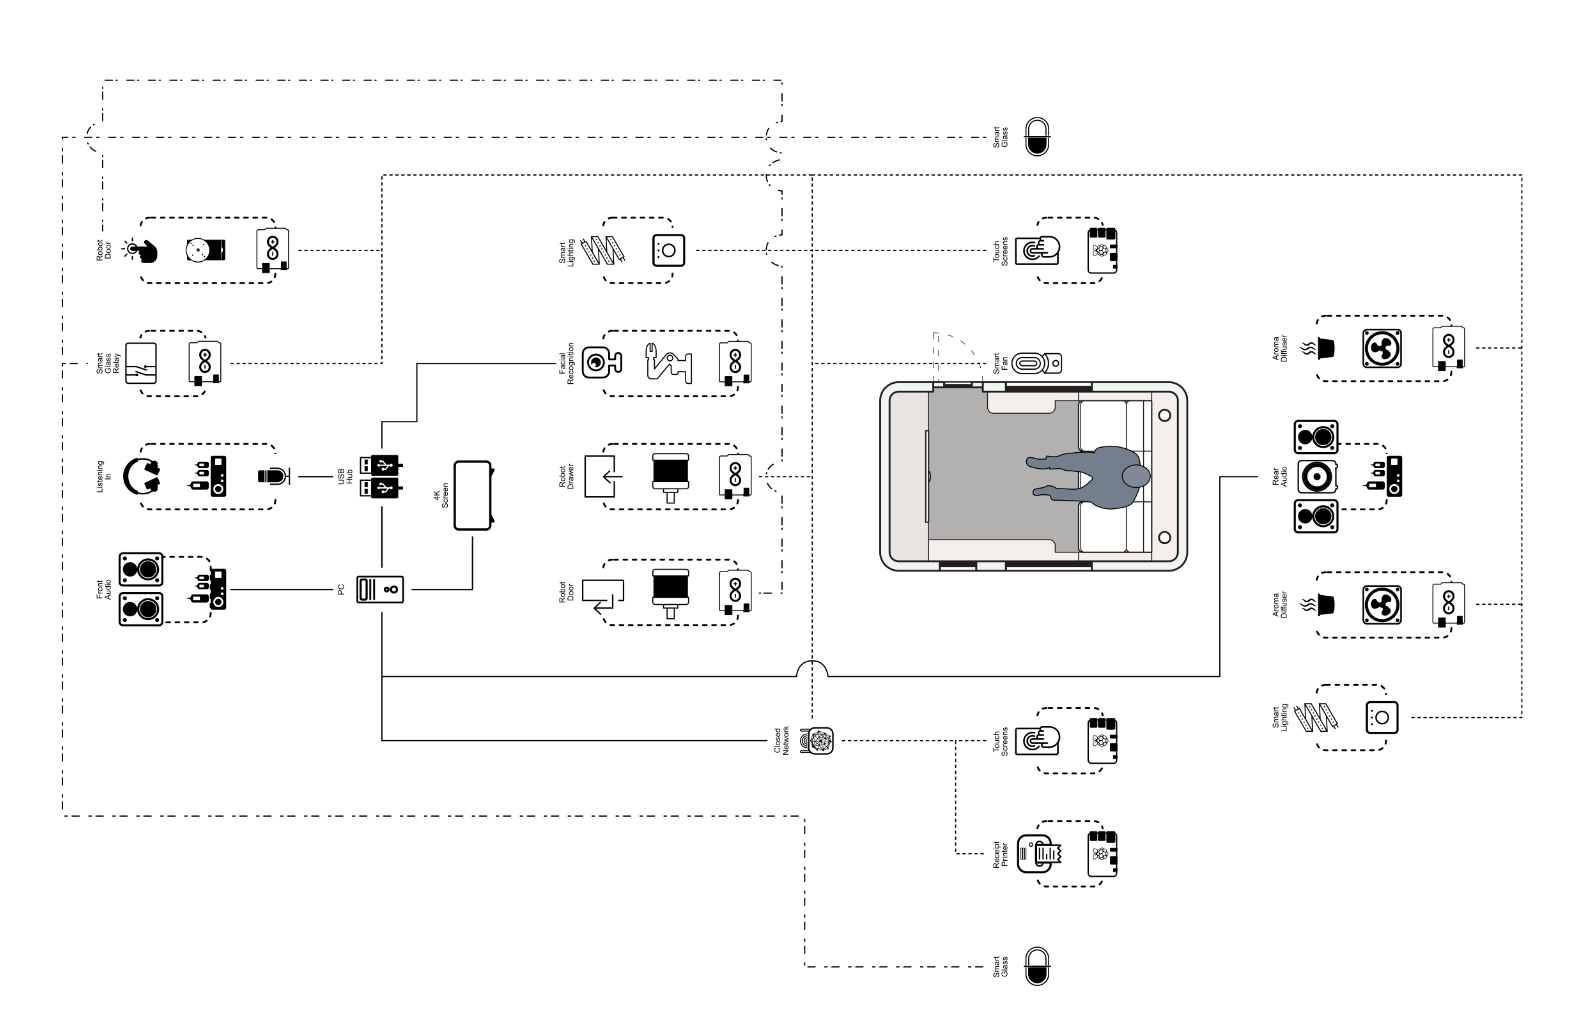 Robot
Door
Smart
Glass
Relay
Listening
In
Front
Audio
USB
Hub
PC
4K
Screen
Smart
Lighting
Facial
Recognition
Robot
Drawer
Robot
Door
Closed
Network
Smart
Glass
Touch
Screens
Smart
Fan
Touch
Screens
Receipt
Printer
Smart
Glass
Aroma
Diffuser
Rear
Audio
Aroma
Diffuser
Smart
Lighting